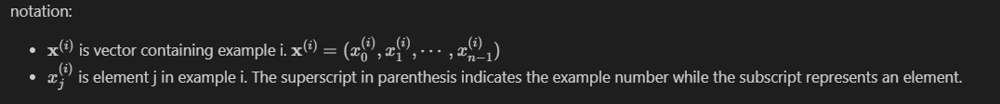 notation:
• $\mathbf{x}^{(i)}$ is vector containing example i. $\mathbf{x}^{(i)} = (x_0^{(i)}, x_1^{(i)}, \cdots, x_{n-1}^{(i)})$
• $x_j^{(i)}$ is element j in example i. The superscript in parenthesis indicates the example number while the subscript represents an element.